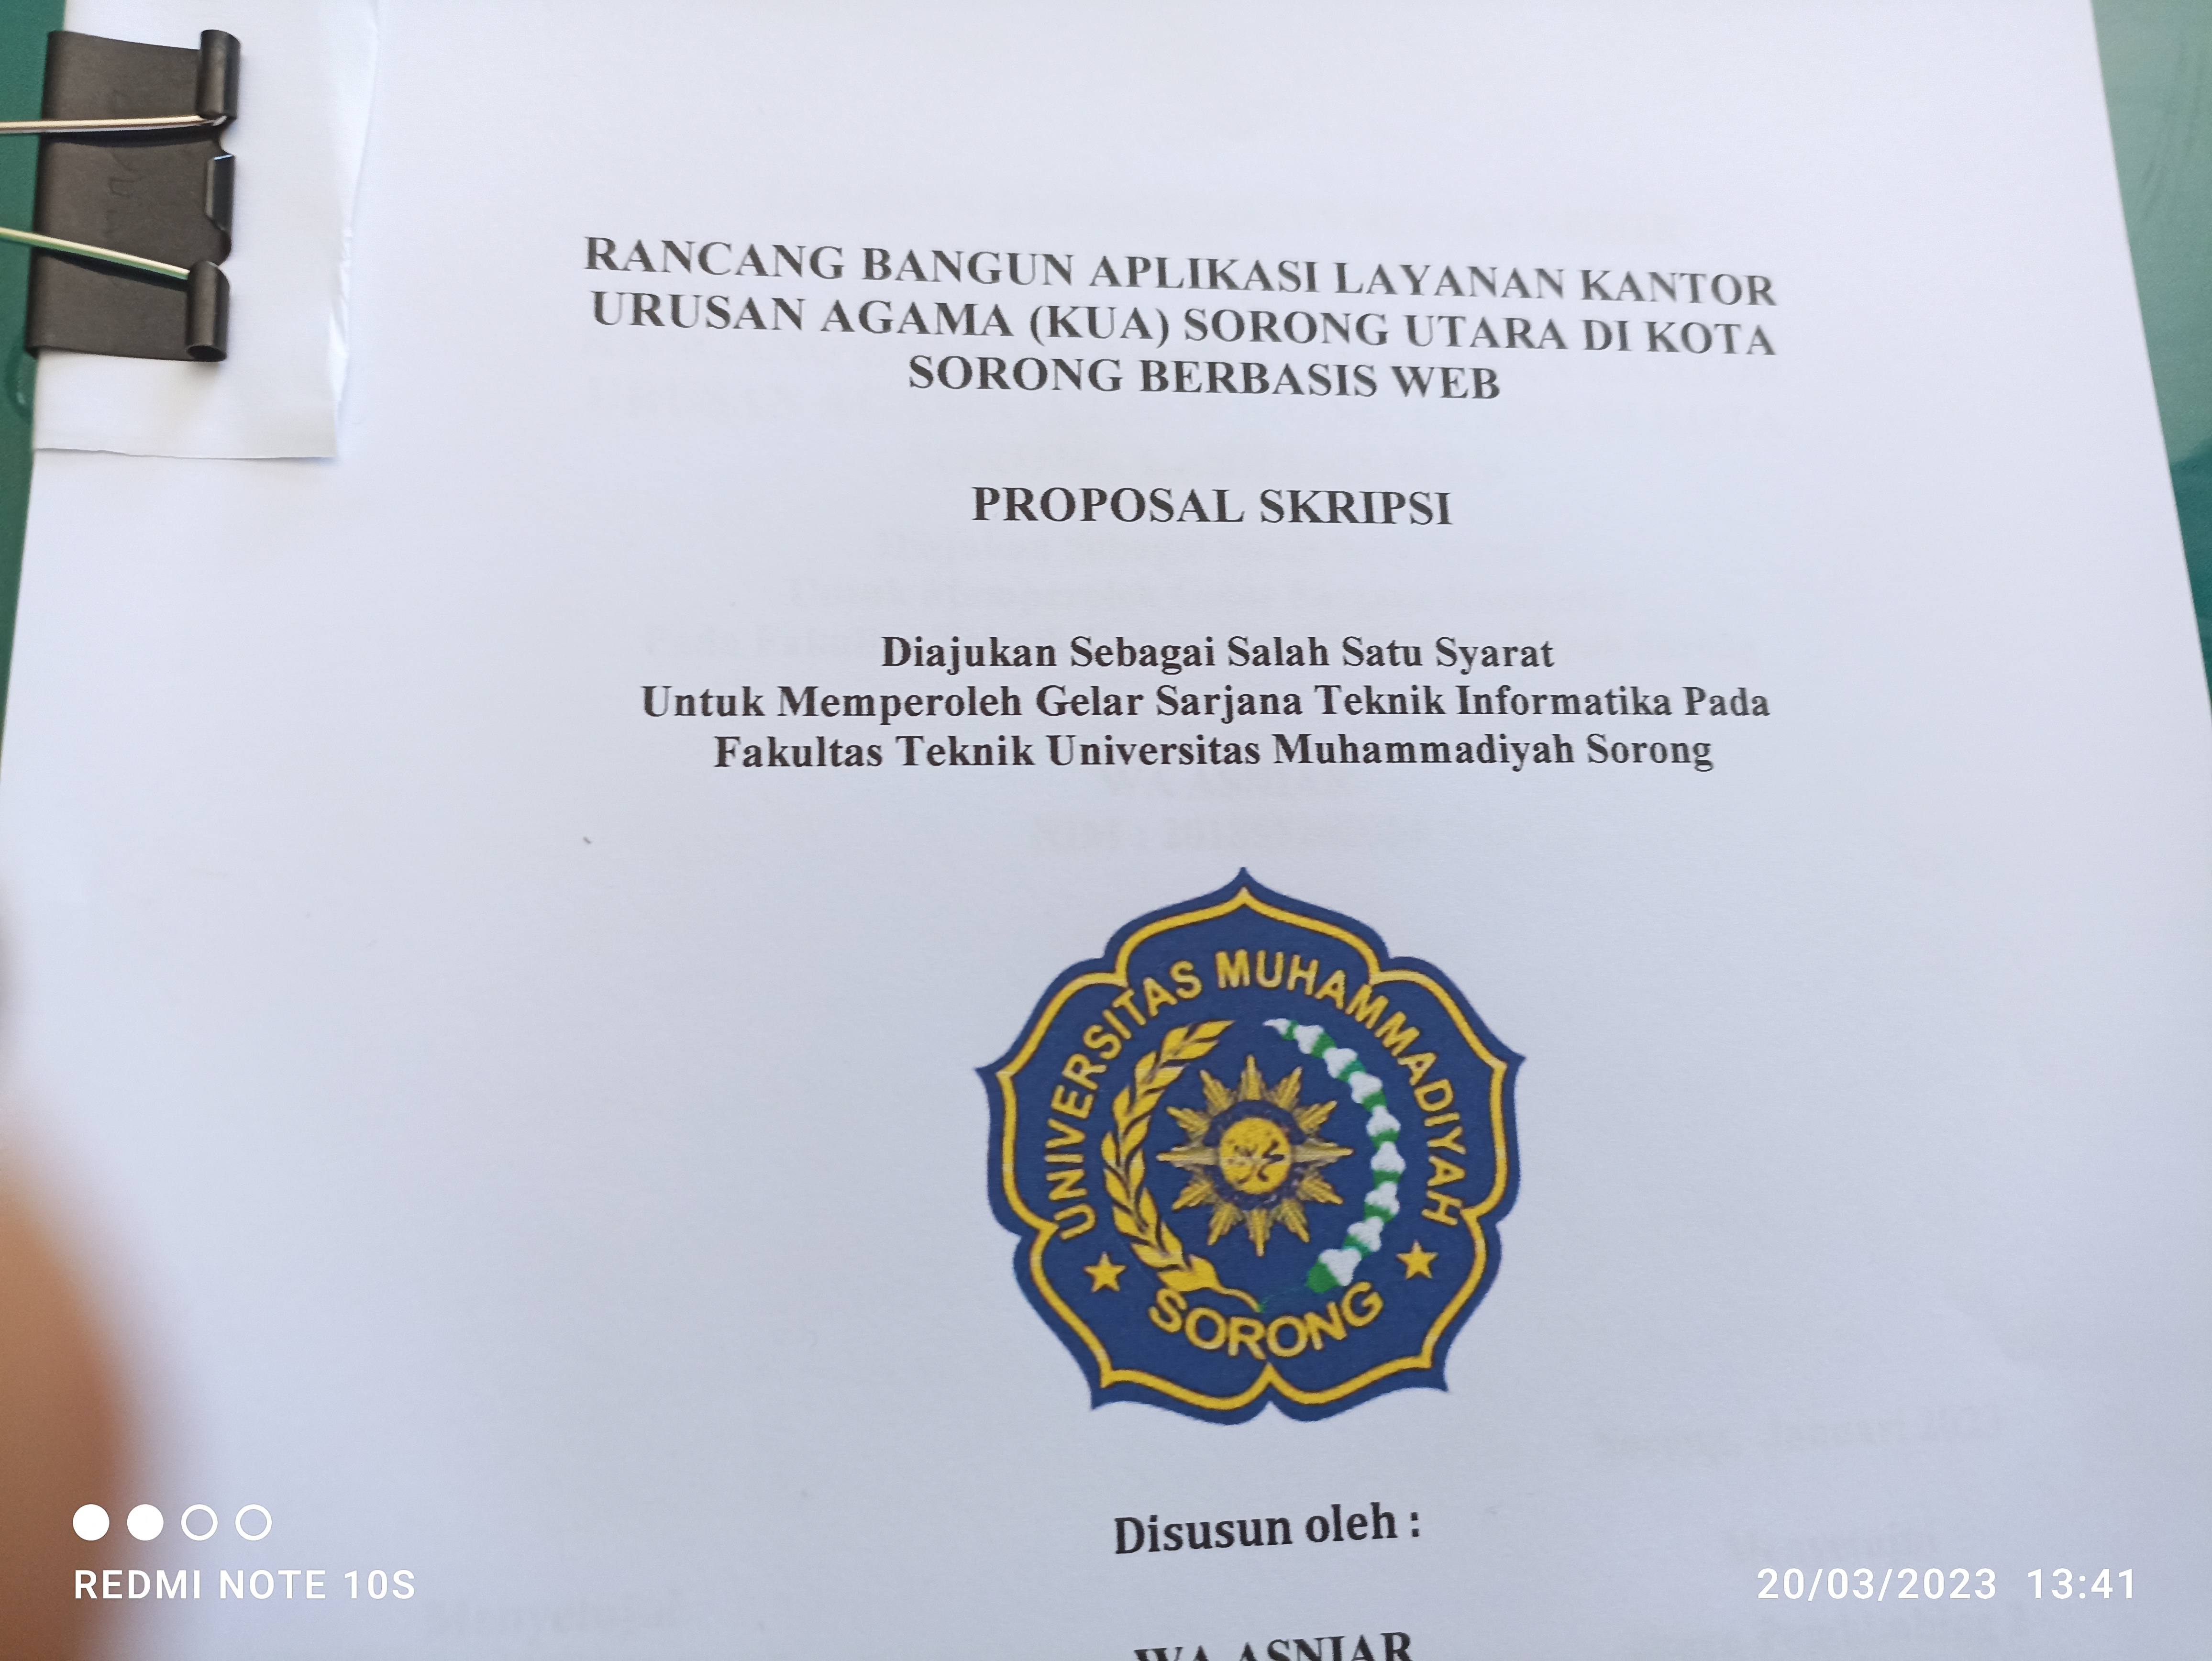 RANCANG BANGUN APLIKASI LAYANAN KANTOR
URUSAN AGAMA (KUA) SORONG UTARA DI KOTA
SORONG BERBASIS WEB
PROPOSAL SKRIPSI
Diajukan Sebagai Salah Satu Syarat
Untuk Memperoleh Gelar Sarjana Teknik Informatika Pada
Fakultas Teknik Universitas Muhammadiyah Sorong
UNIVERSITAS MUHAMMADIYAH
SORONG
Disusun oleh :
WA ASNIAR
REDMI NOTE 10S
20/03/2023 13:41